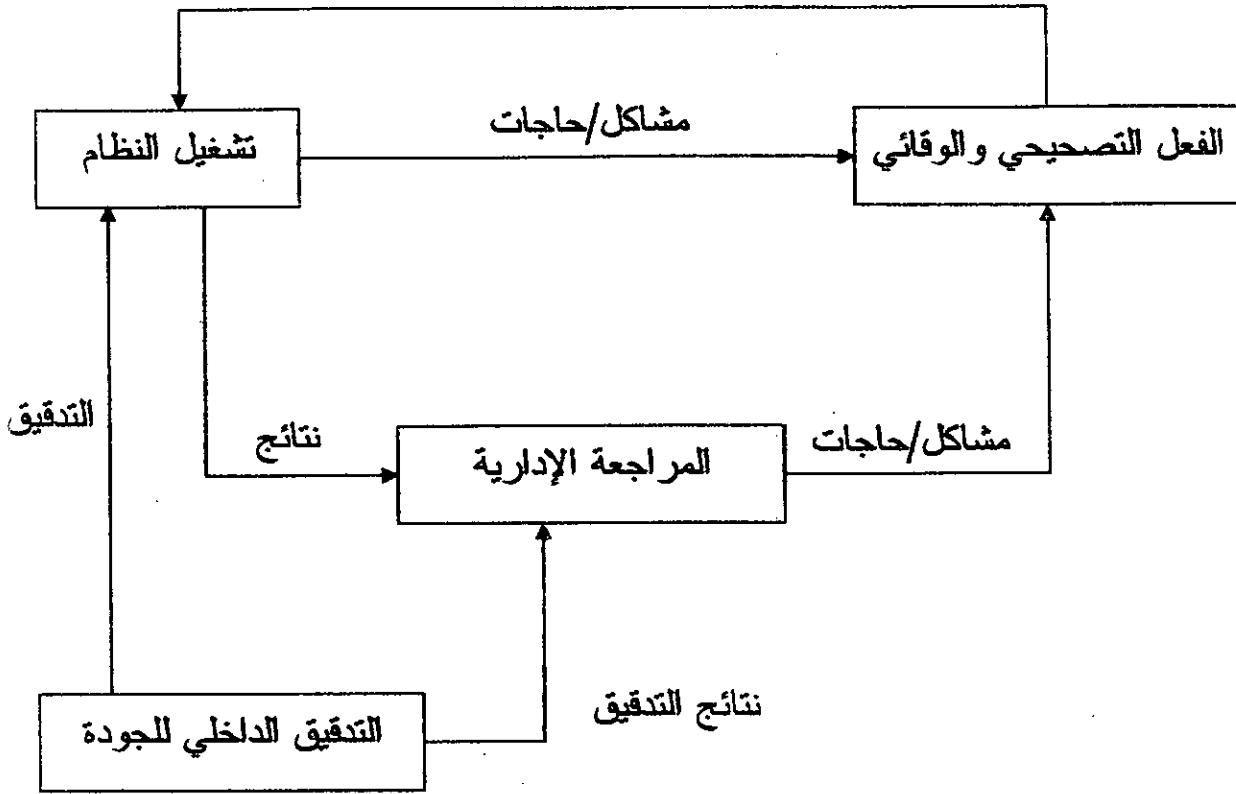 مشاكل/حاجات
تشغيل النظام
الفعل التصحيحي والوقائي
التدقيق
نتائج
المراجعة الإدارية
مشاكل/حاجات
نتائج التدقيق
التدقيق الداخلي للجودة